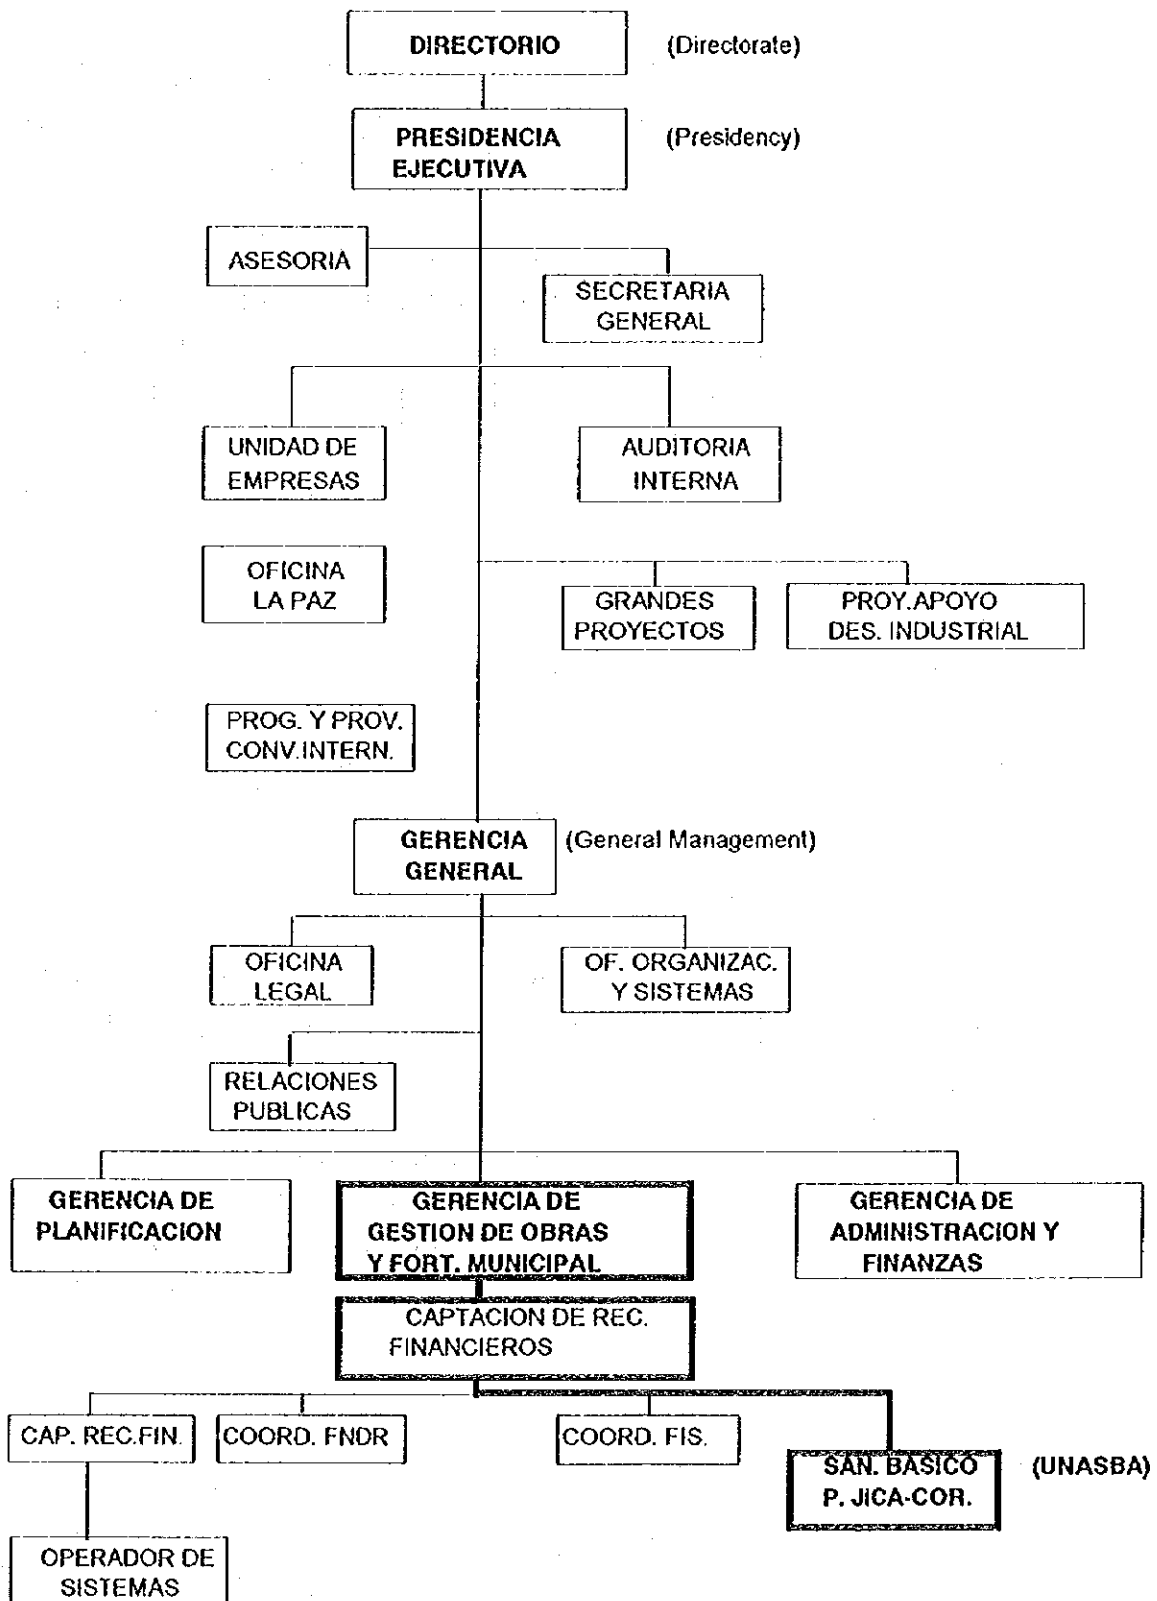 DIRECTORIO (Directorate)
PRESIDENCIA (Presidency)
EJECUTIVA
ASESORIA
SECRETARIA
GENERAL
UNIDAD DE
EMPRESAS
AUDITORIA
INTERNA
OFICINA
LA PAZ
GRANDES
PROYECTOS
PROY.APOYO
DES. INDUSTRIAL
PROG. Y PROV.
CONV.INTERN.
GERENCIA (General Management)
GENERAL
OFICINA
LEGAL
OF. ORGANIZAC.
Y SISTEMAS
RELACIONES
PUBLICAS
GERENCIA DE
PLANIFICACION
GERENCIA DE
GESTION DE OBRAS
Y FORT. MUNICIPAL
GERENCIA DE
ADMINISTRACION Y
FINANZAS
CAPTACION DE REC.
FINANCIEROS
CAP. REC.FIN.
COORD. FNDR
COORD. FIS.
SAN. BASICO (UNASBA)
P. JICA-COR.
OPERADOR DE
SISTEMAS